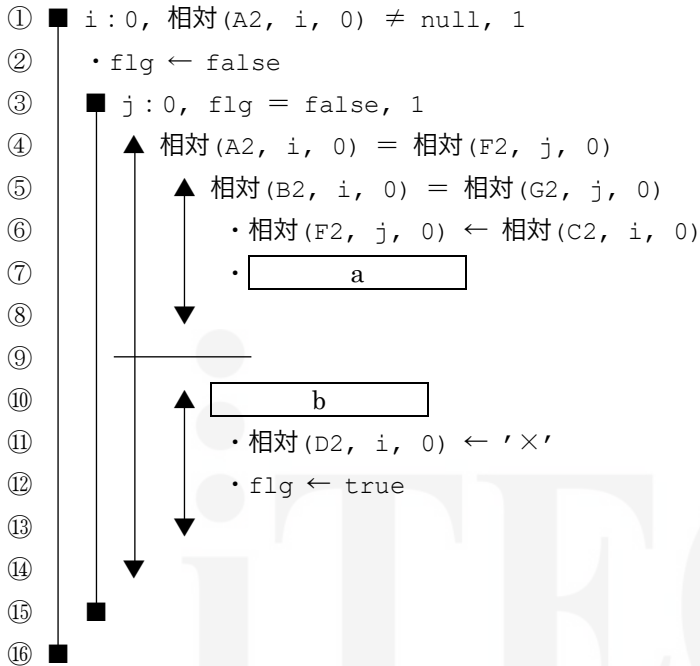 ① ■ i:0, 相対(A2, i, 0) ≠ null, 1
② ・flg ← false
③ ■ j:0, flg = false, 1
④ ▲ 相対(A2, i, 0) = 相対(F2, j, 0)
⑤ ▲ 相対(B2, i, 0) = 相対(G2, j, 0)
⑥ ・相対(F2, j, 0) ← 相対(C2, i, 0)
⑦ ・ a
⑧ ▼
⑨
⑩ ▲ b
⑪ ・相対(D2, i, 0) ← '×'
⑫ ・flg ← true
⑬ ▼
⑭ ▼
⑮ ■
⑯ ■
iTEC